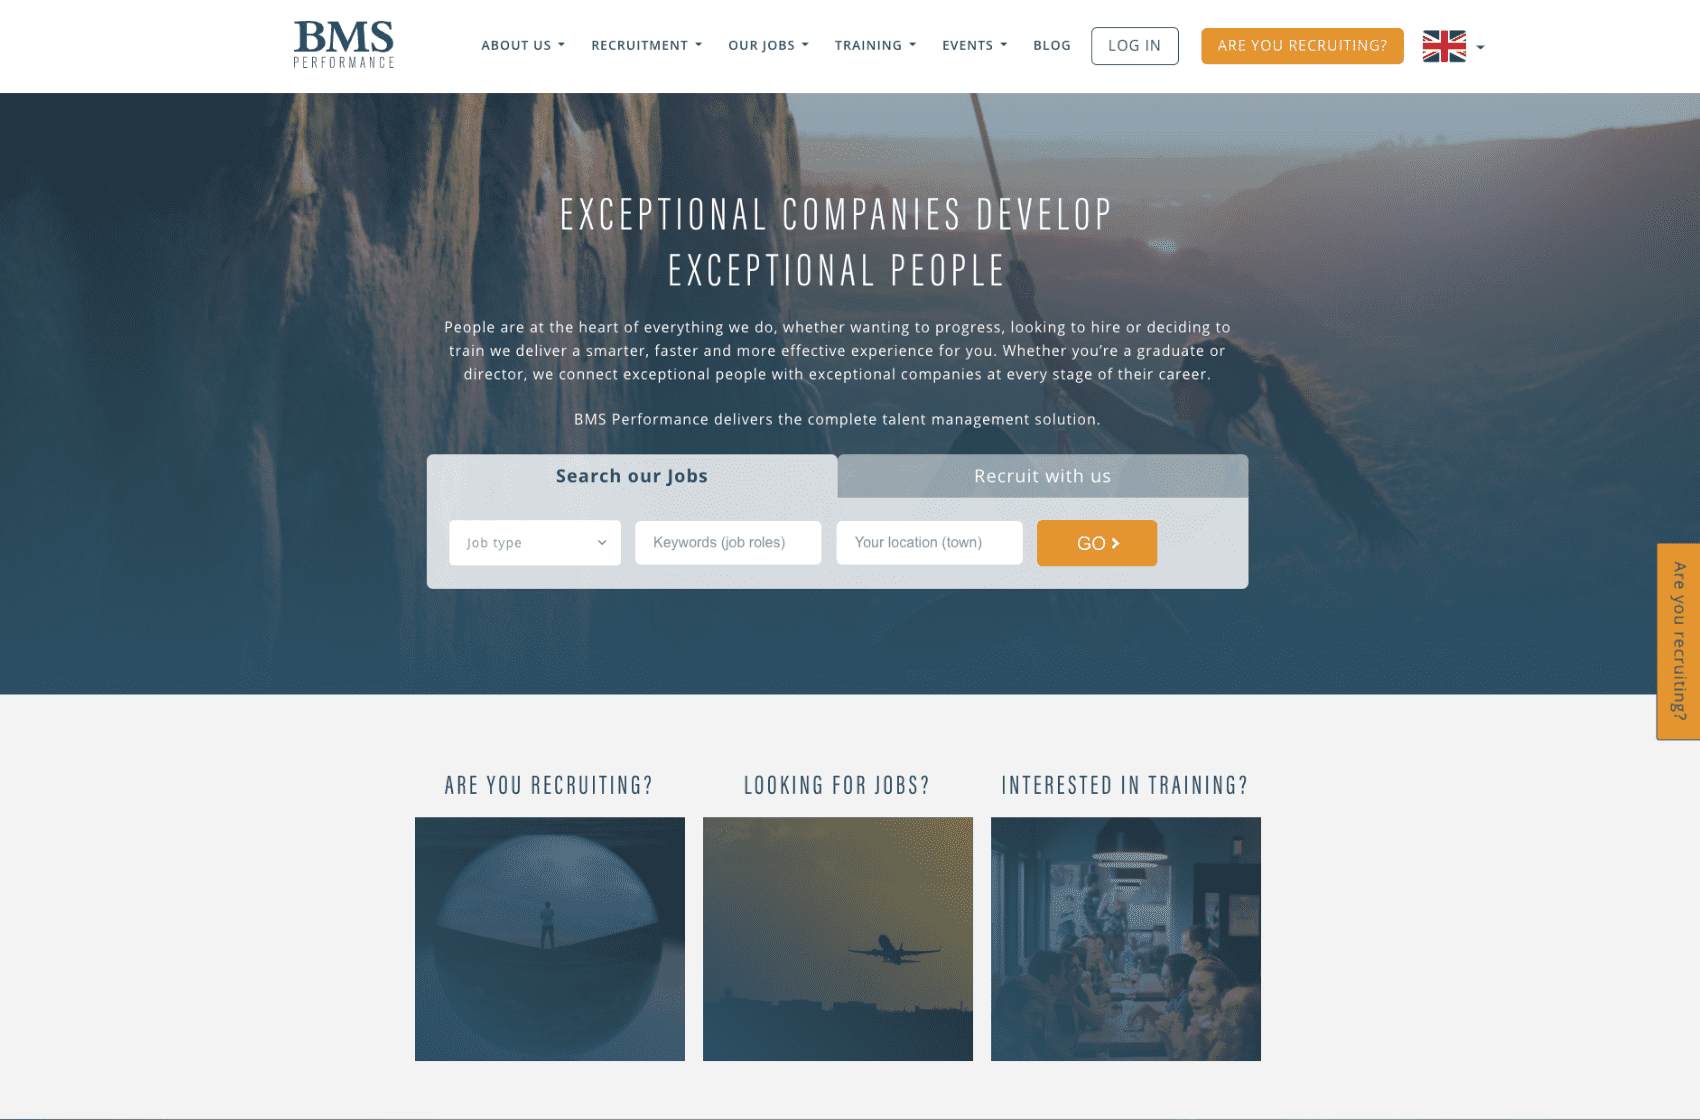 BMS
PERFORMANCE
ABOUT US
RECRUITMENT
OUR JOBS
TRAINING
EVENTS
BLOG
LOG IN
ARE YOU RECRUITING?
EXCEPTIONAL COMPANIES DEVELOP
EXCEPTIONAL PEOPLE
People are at the heart of everything we do, whether wanting to progress, looking to hire or deciding to
train we deliver a smarter, faster and more effective experience for you. Whether you're a graduate or
director, we connect exceptional people with exceptional companies at every stage of their career.
BMS Performance delivers the complete talent management solution.
Search our Jobs
Recruit with us
Job type
Keywords (job roles)
Your location (town)
GO
Are you recruiting?
ARE YOU RECRUITING?
LOOKING FOR JOBS?
INTERESTED IN TRAINING?